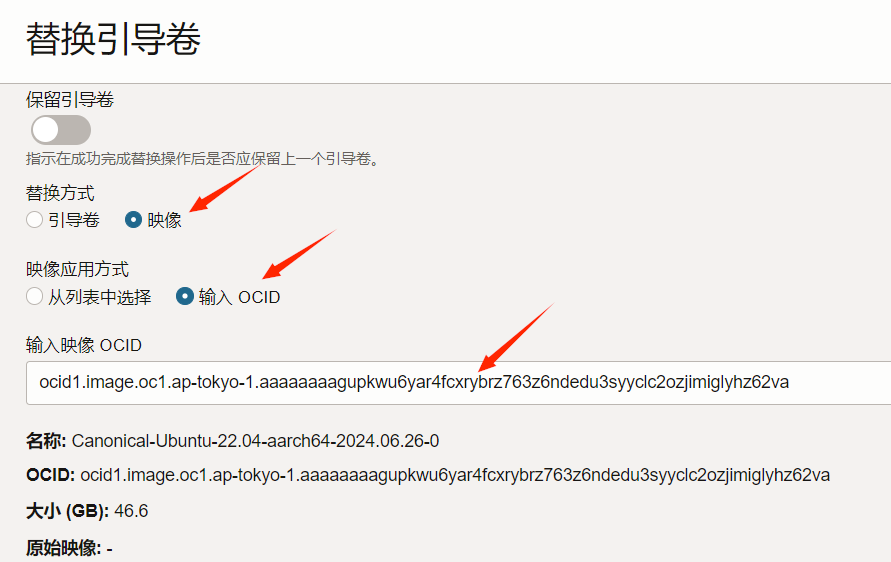 替换引导卷
保留引导卷
指示在成功完成替换操作后是否应保留上一个引导卷。
替换方式
引导卷 映像
映像应用方式
从列表中选择 输入 OCID
输入映像 OCID
ocid1.image.oc1.ap-tokyo-1.aaaaaaaagupkwu6yar4fcxrybrz763z6ndedu3syyclc2ozjimiglyhz62va
名称: Canonical-Ubuntu-22.04-aarch64-2024.06.26-0
OCID: ocid1.image.oc1.ap-tokyo-1.aaaaaaaagupkwu6yar4fcxrybrz763z6ndedu3syyclc2ozjimiglyhz62va
大小 (GB): 46.6
原始映像: -